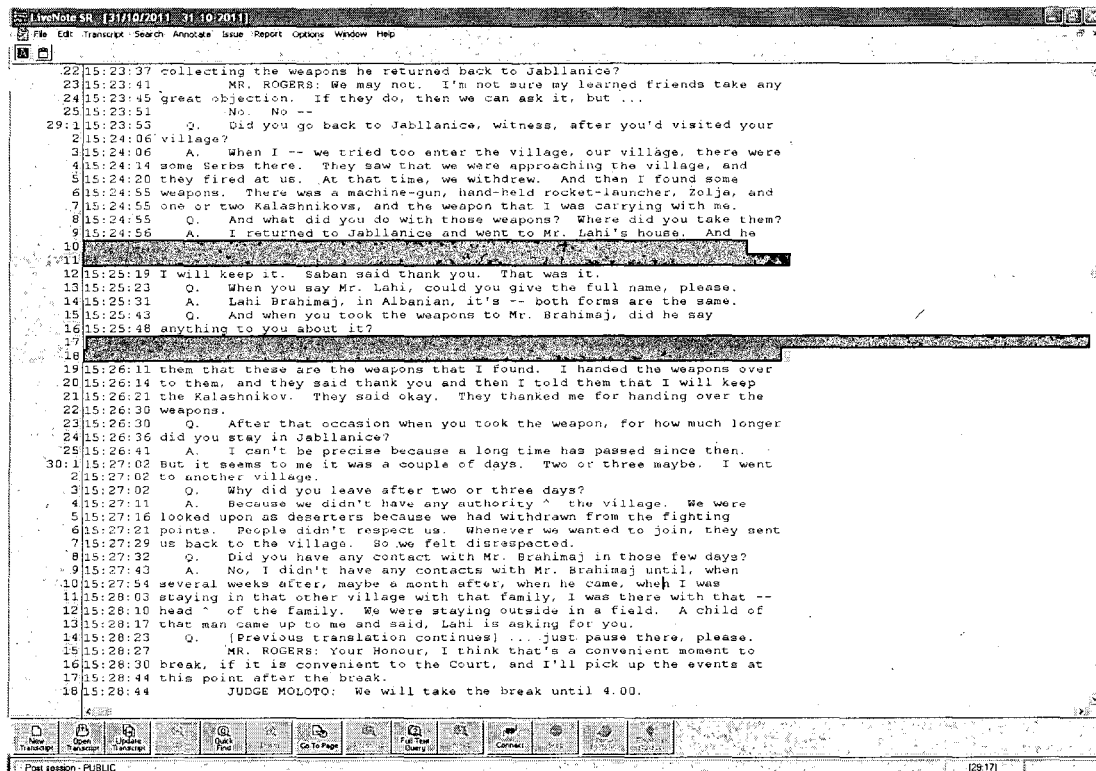 LiveNote SR [31/10/2011 31-10-2011]
File Edit Transcript Search Annotate Issue Report Options Window Help
22 15:23:37 collecting the weapons he returned back to Jabllanice?
23 15:23:41 MR. ROGERS: We may not. I'm not sure my learned friends take any
24 15:23:45 great objection. If they do, then we can ask it, but ...
25 15:23:51 No. No --
29:1 15:23:53 Q. Did you go back to Jabllanice, witness, after you'd visited your
2 15:24:06 village?
3 15:24:06 A. When I -- we tried too enter the village, our village, there were
4 15:24:14 some Serbs there. They saw that we were approaching the village, and
5 15:24:20 they fired at us. At that time, we withdrew. And then I found some
6 15:24:55 weapons. There was a machine-gun, hand-held rocket-launcher, Zolja, and
7 15:24:55 one or two Kalashnikovs, and the weapon that I was carrying with me.
8 15:24:55 Q. And what did you do with those weapons? Where did you take them?
9 15:24:56 A. I returned to Jabllanice and went to Mr. Lahi's house. And he
10
11
12 15:25:19 I will keep it. Saban said thank you. That was it.
13 15:25:23 Q. When you say Mr. Lahi, could you give the full name, please.
14 15:25:31 A. Lahi Brahimaj, in Albanian, it's -- both forms are the same.
15 15:25:43 Q. And when you took the weapons to Mr. Brahimaj, did he say
16 15:25:48 anything to you about it?
17
18
19 15:26:11 them that these are the weapons that I found. I handed the weapons over
20 15:26:14 to them, and they said thank you and then I told them that I will keep
21 15:26:21 the Kalashnikov. They said okay. They thanked me for handing over the
22 15:26:30 weapons.
23 15:26:30 Q. After that occasion when you took the weapon, for how much longer
24 15:26:36 did you stay in Jabllanice?
25 15:26:41 A. I can't be precise because a long time has passed since then.
30:1 15:27:02 But it seems to me it was a couple of days. Two or three maybe. I went
2 15:27:02 to another village.
3 15:27:02 Q. Why did you leave after two or three days?
4 15:27:11 A. Because we didn't have any authority ^ the village. We were
5 15:27:16 looked upon as deserters because we had withdrawn from the fighting
6 15:27:21 points. People didn't respect us. Whenever we wanted to join, they sent
7 15:27:29 us back to the village. So we felt disrespected.
8 15:27:32 Q. Did you have any contact with Mr. Brahimaj in those few days?
9 15:27:43 A. No, I didn't have any contacts with Mr. Brahimaj until, when
10 15:27:54 several weeks after, maybe a month after, when he came, when I was
11 15:28:03 staying in that other village with that family, I was there with that --
12 15:28:10 head ^ of the family. We were staying outside in a field. A child of
13 15:28:17 that man came up to me and said, Lahi is asking for you.
14 15:28:23 Q. [Previous translation continues] ... just pause there, please.
15 15:28:27 MR. ROGERS: Your Honour, I think that's a convenient moment to
16 15:28:30 break, if it is convenient to the Court, and I'll pick up the events at
17 15:28:44 this point after the break.
18 15:28:44 JUDGE MOLOTO: We will take the break until 4.00.
New Transcript Open Transcript Update Transcript Quick Find Go To Page Full Text Query Connect
Post session - PUBLIC [29:17]